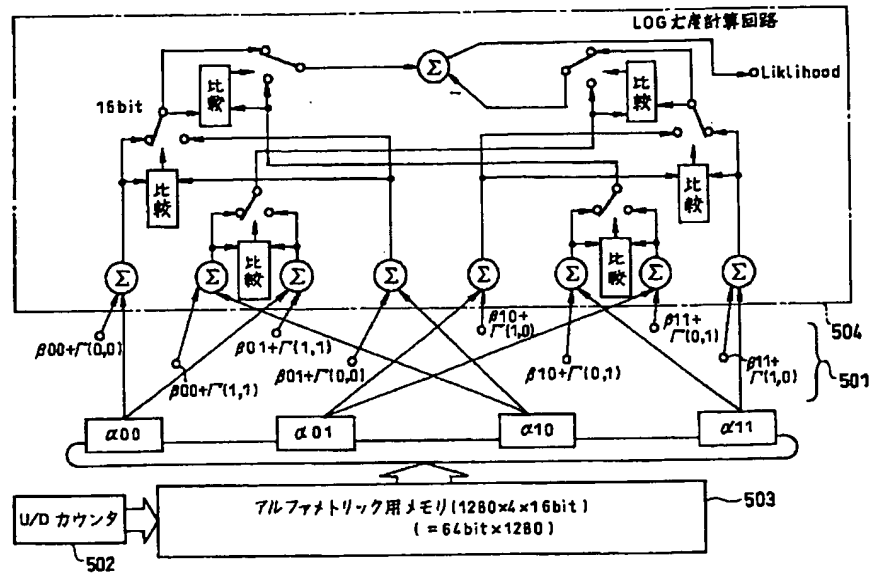 LOG尤度計算回路
Liklihood
16bit
比較
比較
比較
比較
比較
比較
Σ
Σ
Σ
Σ
Σ
Σ
Σ
Σ
Σ
−
β00+Γ(0,0)
β00+Γ(1,1)
β01+Γ(1,1)
β01+Γ(0,0)
β10+
Γ(1,0)
β10+Γ(0,1)
β11+
Γ(0,1)
β11+
Γ(1,0)
504
501
α00
α01
α10
α11
U/D カウンタ
502
アルファメトリック用メモリ(1280×4×16bit)
(=64bit×1280)
503